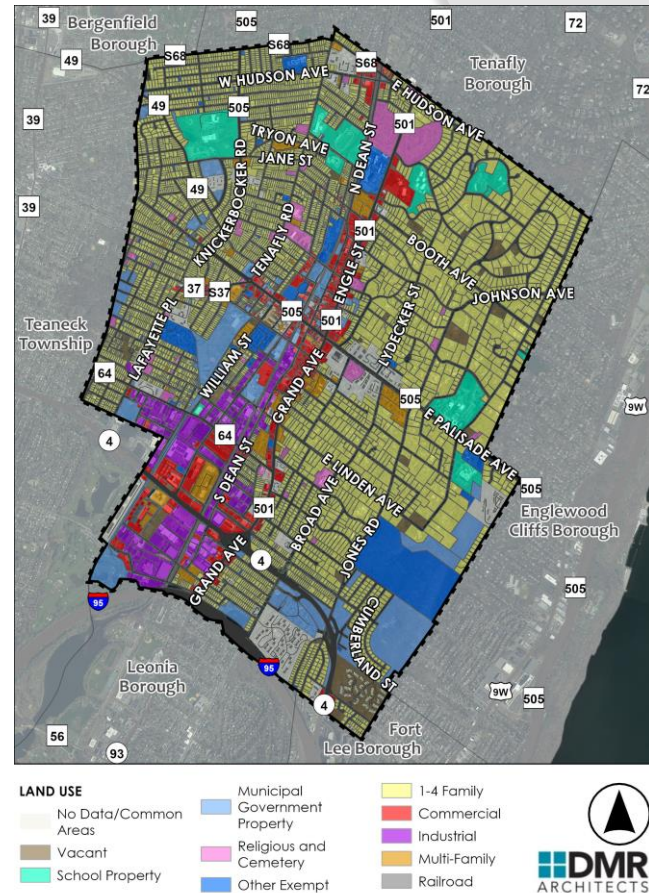 39
Bergenfield
Borough
505
501
72
49
S68
S68
S68
Tenafly
Borough
W HUDSON AVE
E HUDSON AVE
72
39
49
505
501
TRYON AVE
JANE ST
N DEAN ST
49
39
KNICKERBOCKER RD
TENAFLY RD
501
BOOTH AVE
ENGLE ST
37
S37
JOHNSON AVE
505
501
LYDECKER ST
Teaneck
Township
LAFAYETTE PL
WILLIAM ST
GRAND AVE
64
505
9W
E PALISADE AVE
4
64
S DEAN ST
505
E LINDEN AVE
501
BROAD AVE
Englewood
Cliffs Borough
JONES RD
GRAND AVE
4
505
95
CUMBERLAND ST
Leonia
Borough
95
9W
505
4
56
93
Fort
Lee Borough
LAND USE
No Data/Common
Areas
Vacant
School Property
Municipal
Government
Property
Religious and
Cemetery
Other Exempt
1-4 Family
Commercial
Industrial
Multi-Family
Railroad
DMR
ARCHITECTS